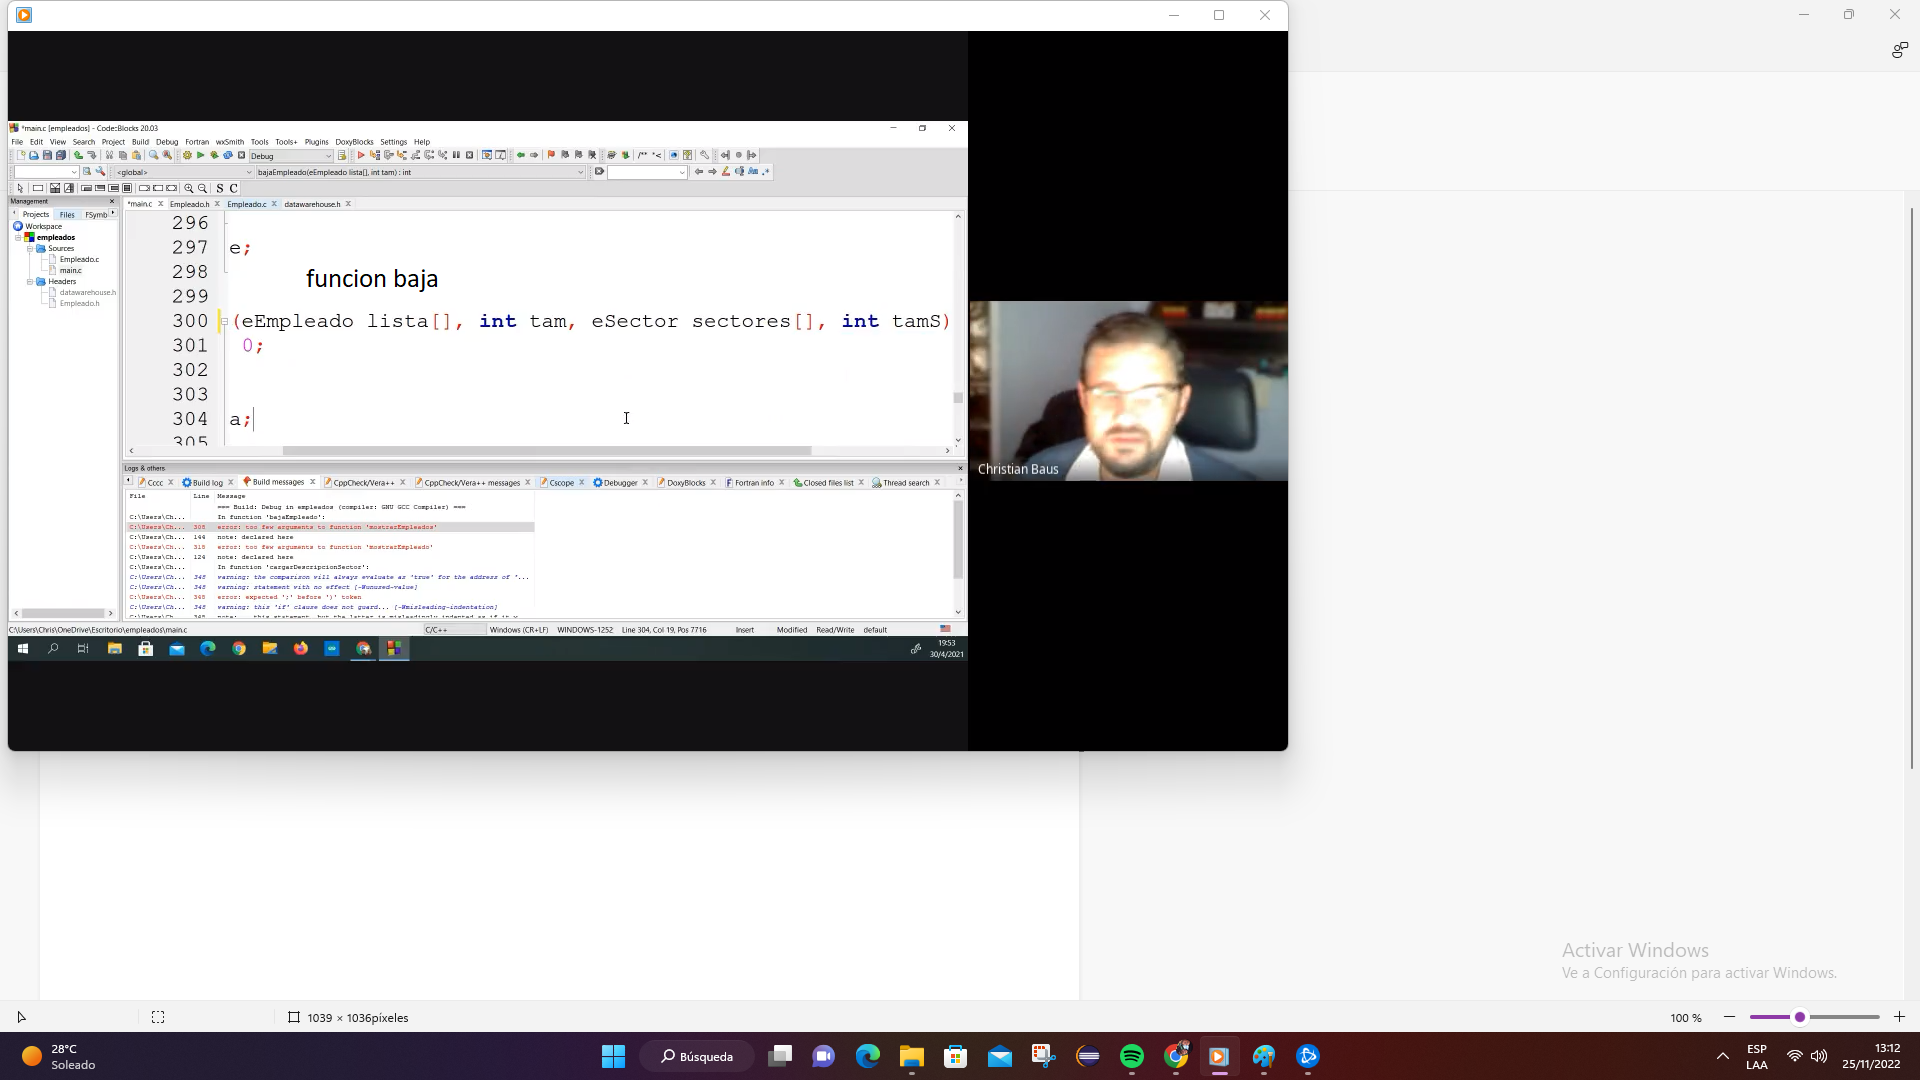 *main.c [empleados] - Code::Blocks 20.03
File Edit View Search Project Build Debug Fortran wxSmith Tools Tools+ Plugins DoxyBlocks Settings Help
Debug
<global>
bajaEmpleado(eEmpleado lista[], int tam) : int
S C
Management
Projects Files FSymb
Workspace
empleados
Sources
Empleado.c
main.c
Headers
datawarehouse.h
Empleado.h
*main.c Empleado.h Empleado.c datawarehouse.h
296
297 e;
298
funcion baja
299
300 (eEmpleado lista[], int tam, eSector sectores[], int tamS)
301 0;
302
303
304 a;
305
Logs & others
Cccc Build log Build messages CppCheck/Vera++ CppCheck/Vera++ messages Cscope Debugger DoxyBlocks Fortran info Closed files list Thread search
File Line Message
=== Build: Debug in empleados (compiler: GNU GCC Compiler) ===
C:\Users\Ch... In function 'bajaEmpleado':
C:\Users\Ch... 308 error: too few arguments to function 'mostrarEmpleados'
C:\Users\Ch... 144 note: declared here
C:\Users\Ch... 318 error: too few arguments to function 'mostrarEmpleado'
C:\Users\Ch... 124 note: declared here
C:\Users\Ch... In function 'cargarDescripcionSector':
C:\Users\Ch... 348 warning: the comparison will always evaluate as 'true' for the address of '...
C:\Users\Ch... 348 warning: statement with no effect [-Wunused-value]
C:\Users\Ch... 348 error: expected ';' before ')' token
C:\Users\Ch... 348 warning: this 'if' clause does not guard... [-Wmisleading-indentation]
C:\Users\Chris\OneDrive\Escritorio\empleados\main.c C/C++ Windows (CR+LF) WINDOWS-1252 Line 304, Col 19, Pos 7716 Insert Modified Read/Write default
19:53
30/4/2021
Christian Baus
Activar Windows
Ve a Configuración para activar Windows.
1039 × 1036píxeles
100 %
28°C
Soleado
Búsqueda
ESP
LAA
13:12
25/11/2022